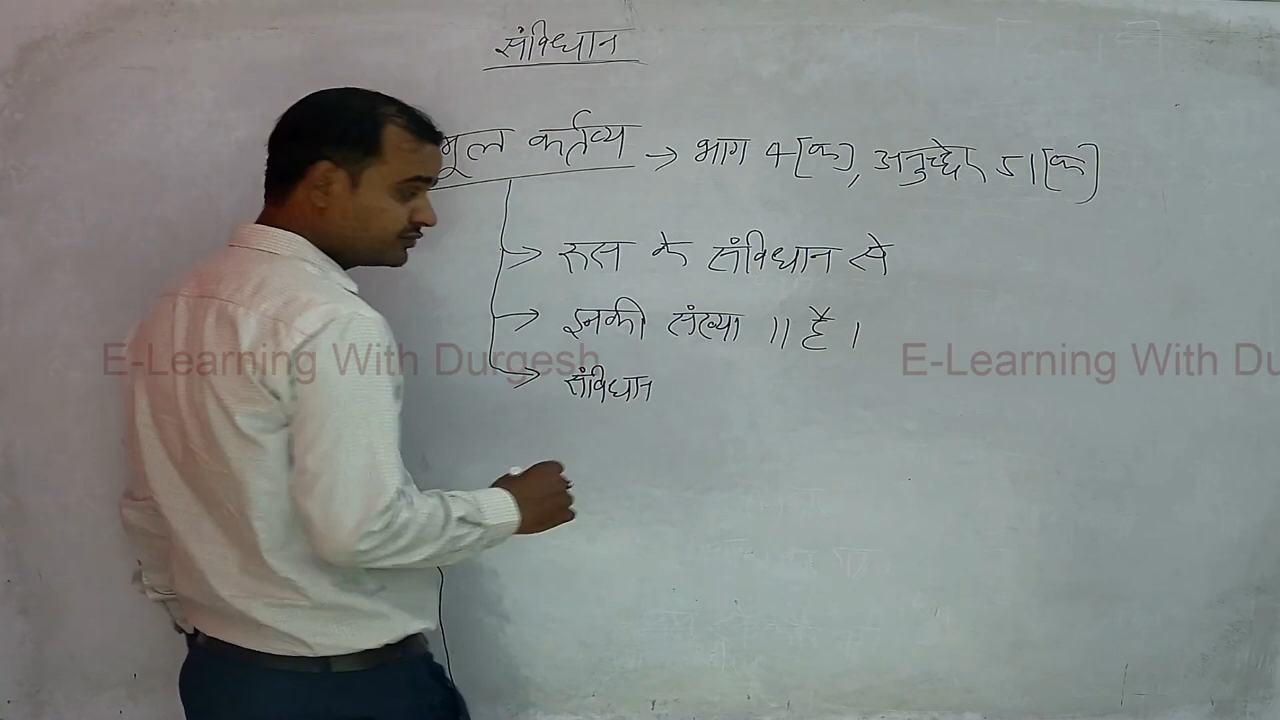 संविधान
मूल कर्तव्य → भाग 4(क), अनुच्छेद 51(क)
→ रूस के संविधान से
→ इनकी संख्या 11 है।
→ संविधान
E-Learning With Durgesh
E-Learning With Du